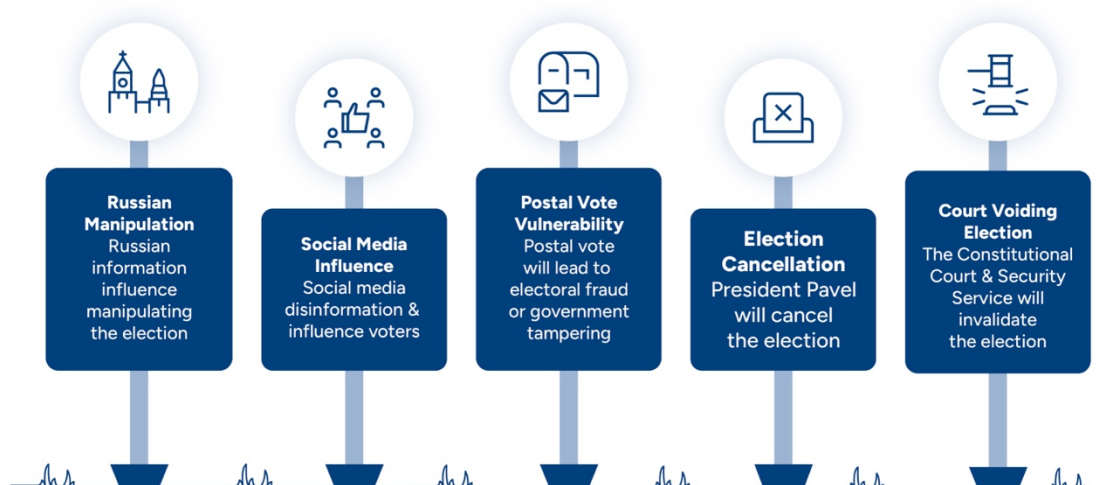 Russian
Manipulation
Russian
information
influence
manipulating
the election
Social Media
Influence
Social media
disinformation &
influence voters
Postal Vote
Vulnerability
Postal vote
will lead to
electoral fraud
or government
tampering
Election
Cancellation
President Pavel
will cancel
the election
Court Voiding
Election
The Constitutional
Court & Security
Service will
invalidate
the election